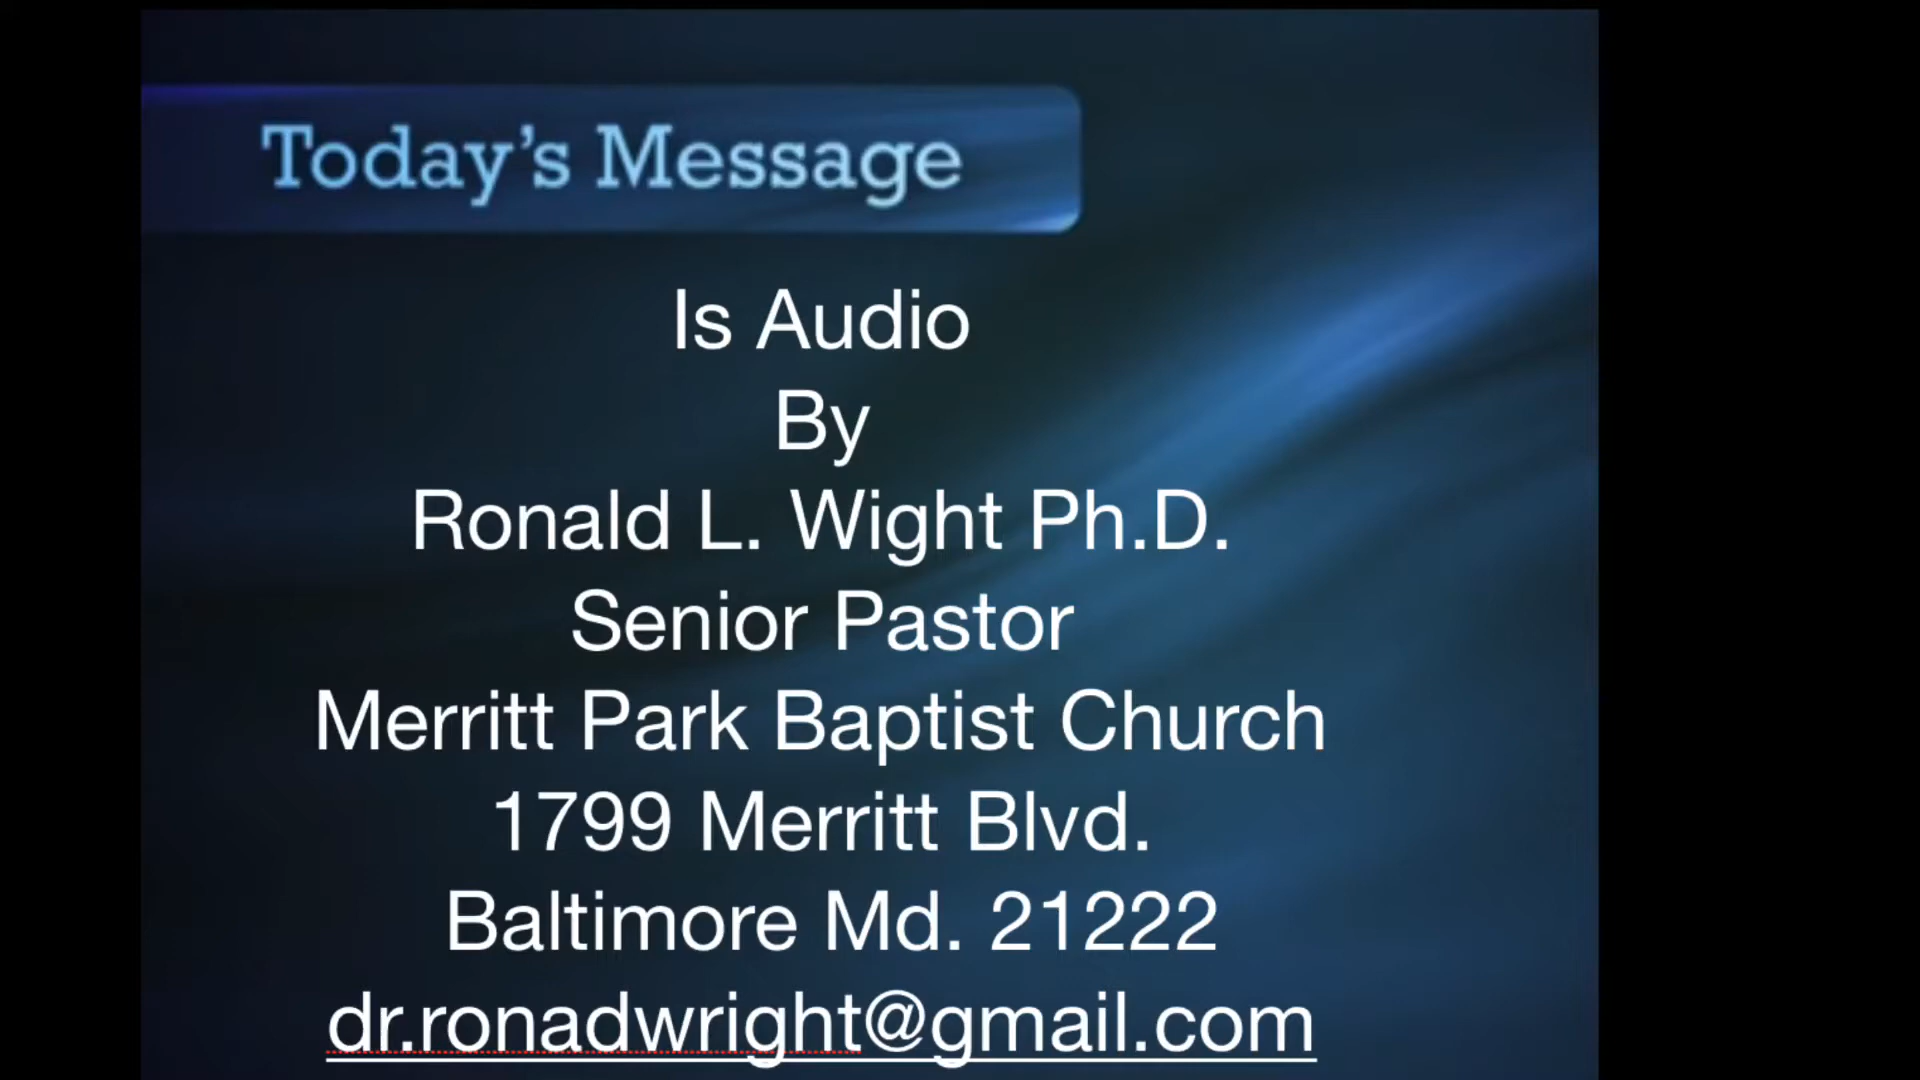 Today's Message
Is Audio
By
Ronald L. Wight Ph.D.
Senior Pastor
Merritt Park Baptist Church
1799 Merritt Blvd.
Baltimore Md. 21222
dr.ronadwright@gmail.com